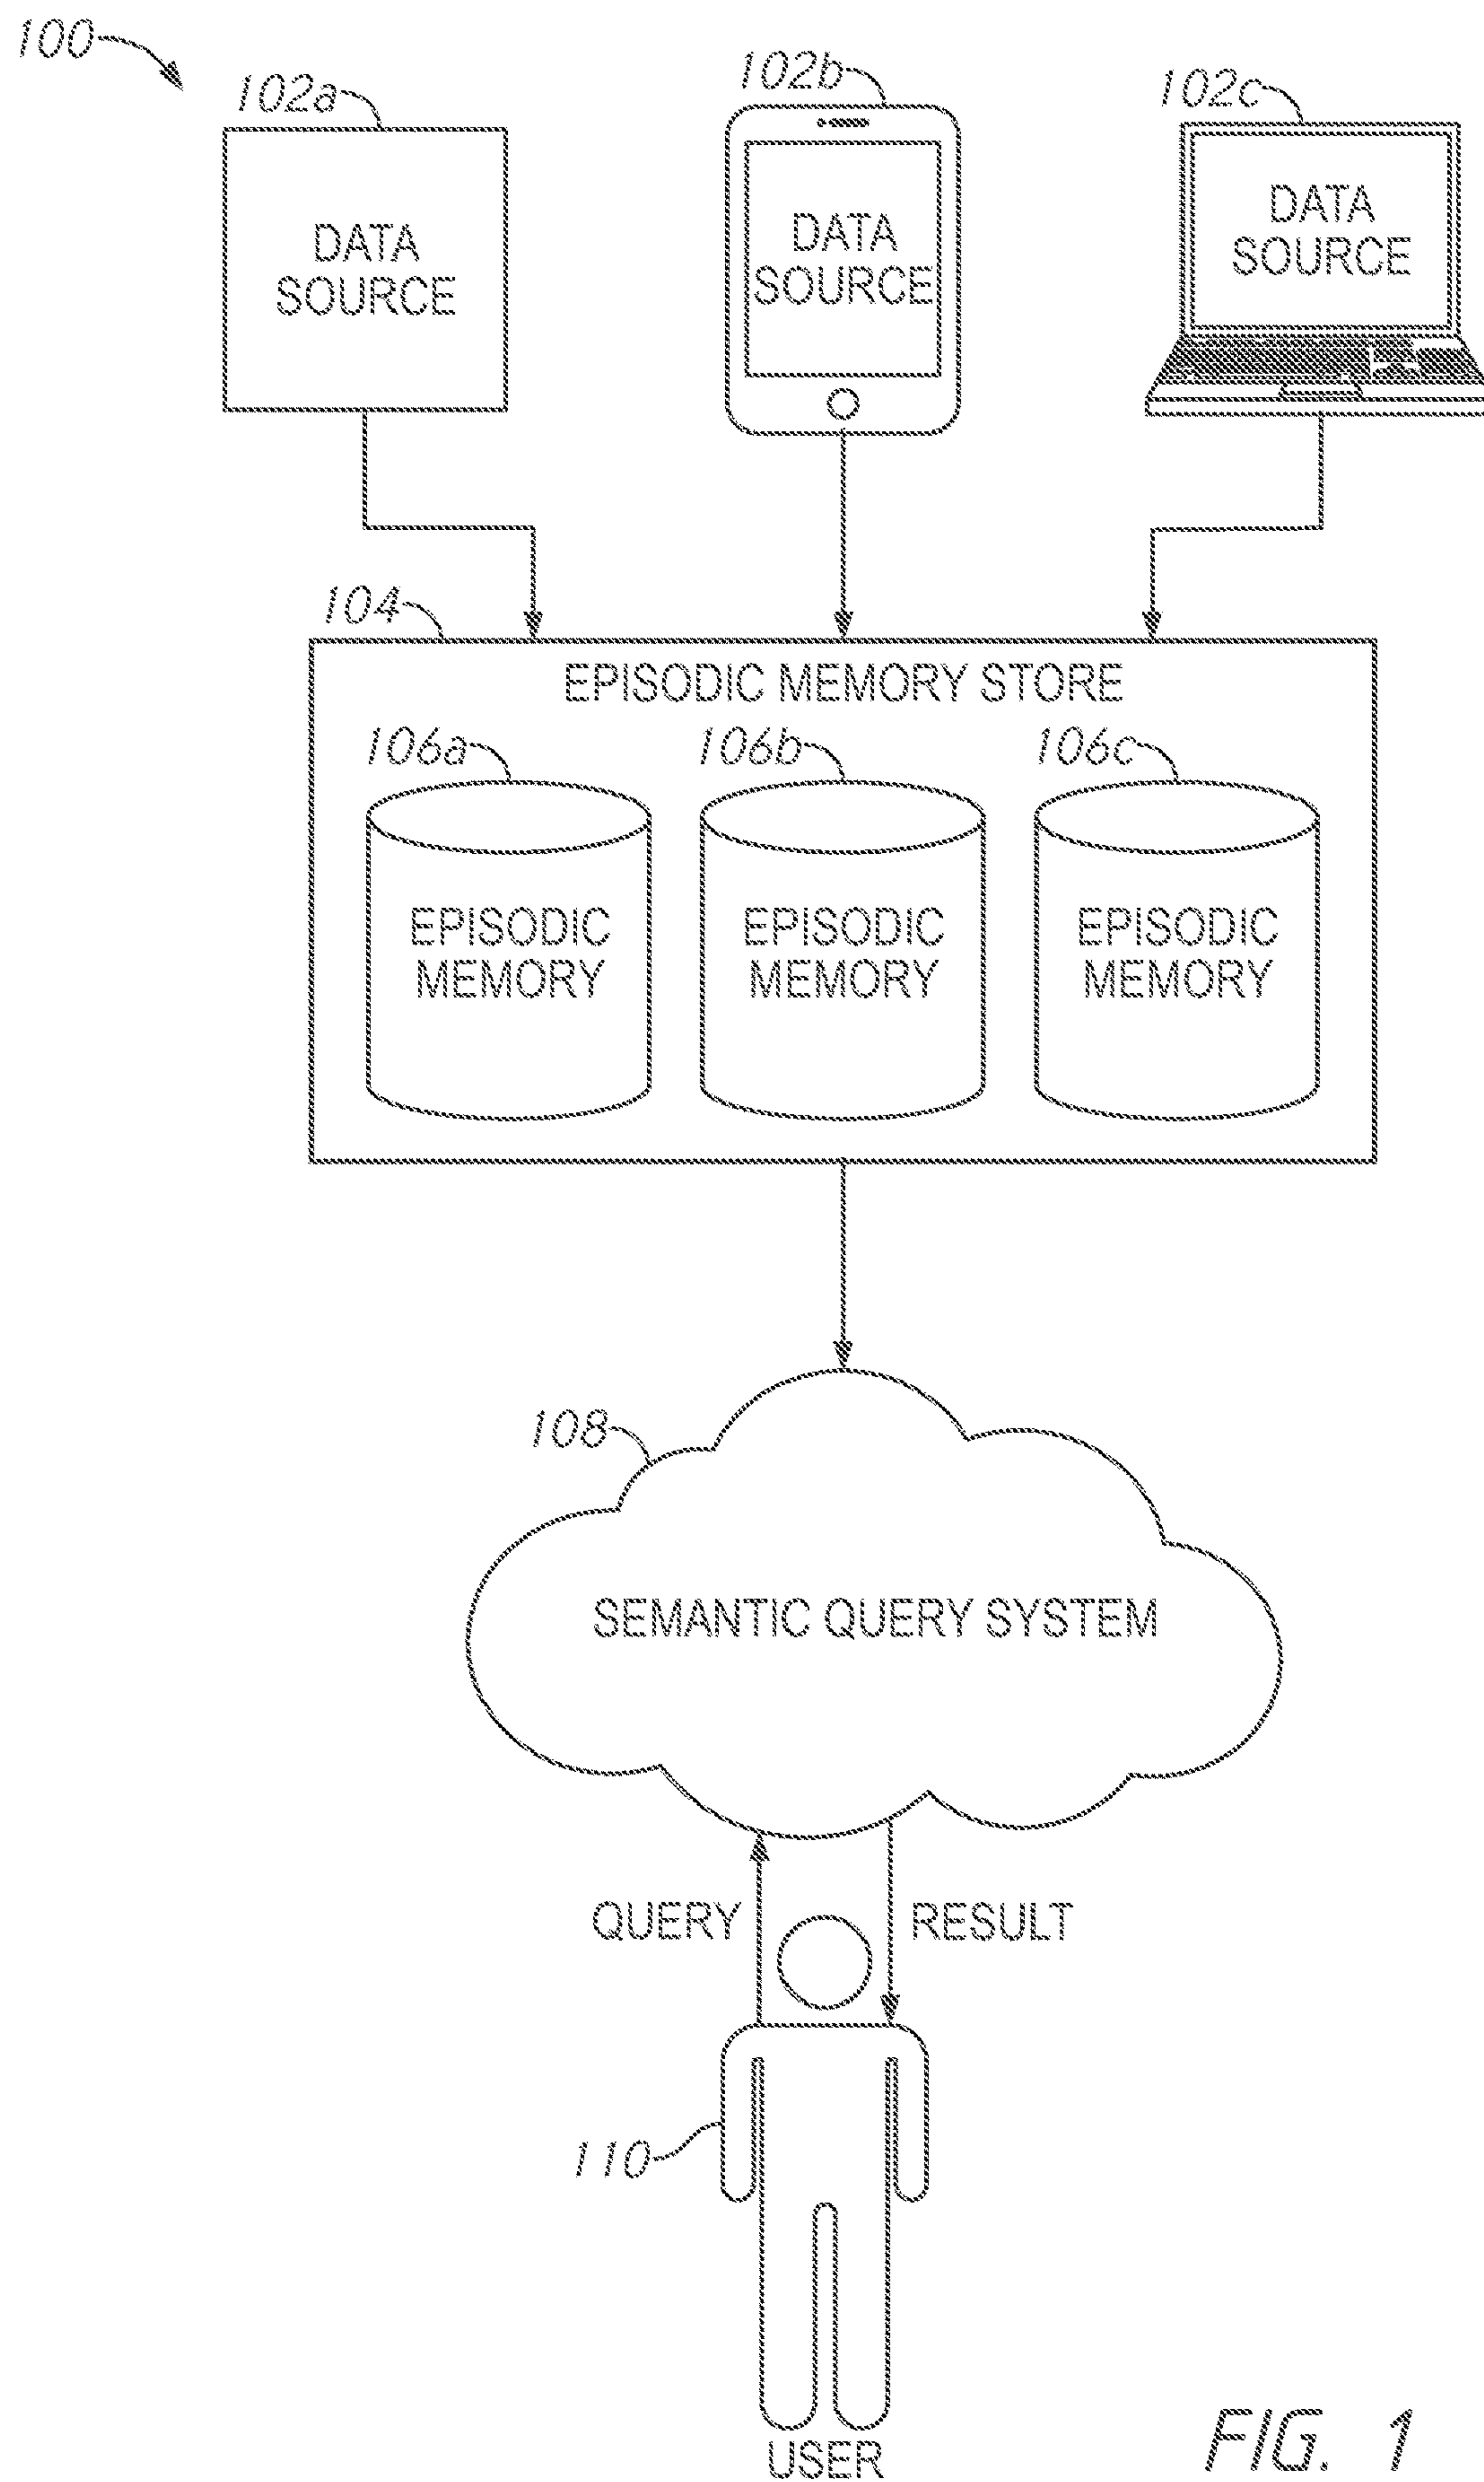 100
102a
102b
102c
DATA
SOURCE
DATA
SOURCE
DATA
SOURCE
104
EPISODIC MEMORY STORE
106a
106b
106c
EPISODIC
MEMORY
EPISODIC
MEMORY
EPISODIC
MEMORY
108
SEMANTIC QUERY SYSTEM
QUERY
RESULT
110
USER
FIG. 1